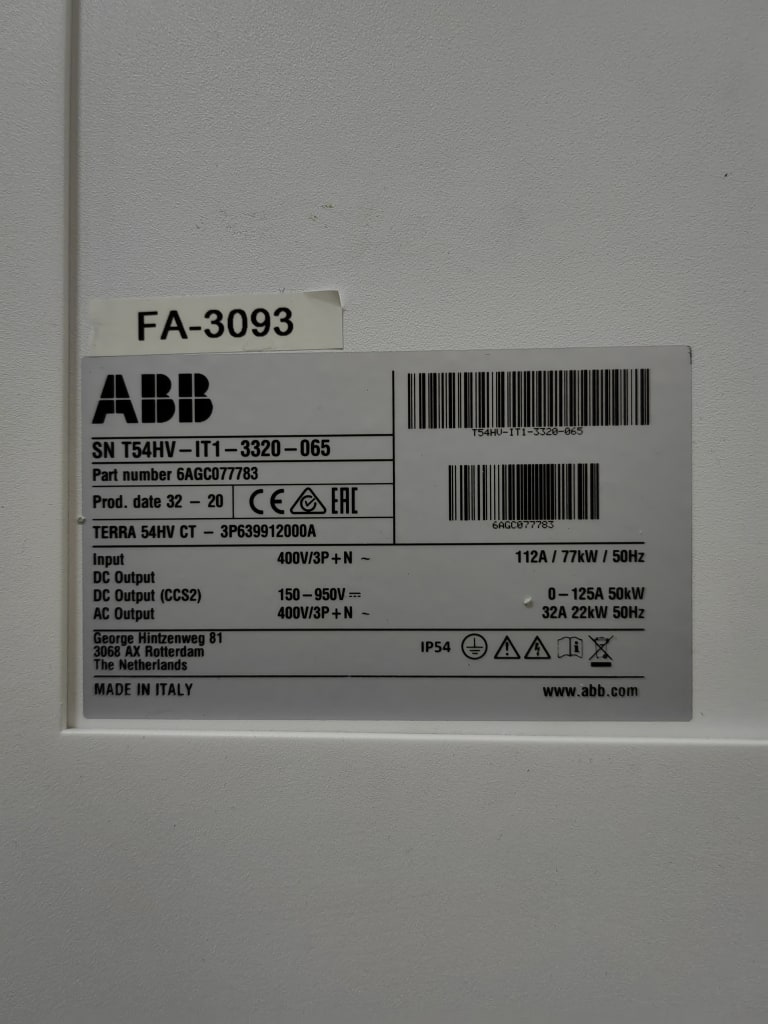 FA-3093
ABB
SN T54HV-IT1-3320-065
Part number 6AGC077783
Prod. date 32 - 20 CE EAC
TERRA 54HV CT - 3P639912000A
T54HV-IT1-3320-065
6AGC077783
Input 400V/3P+N ~ 112A / 77kW / 50Hz
DC Output
DC Output (CCS2) 150-950V⎓ 0-125A 50kW
AC Output 400V/3P+N ~ 32A 22kW 50Hz
George Hintzenweg 81
3068 AX Rotterdam
The Netherlands
IP54
MADE IN ITALY www.abb.com